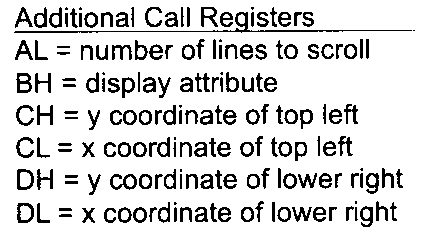 Additional Call Registers
AL = number of lines to scroll
BH = display attribute
CH = y coordinate of top left
CL = x coordinate of top left
DH = y coordinate of lower right
DL = x coordinate of lower right